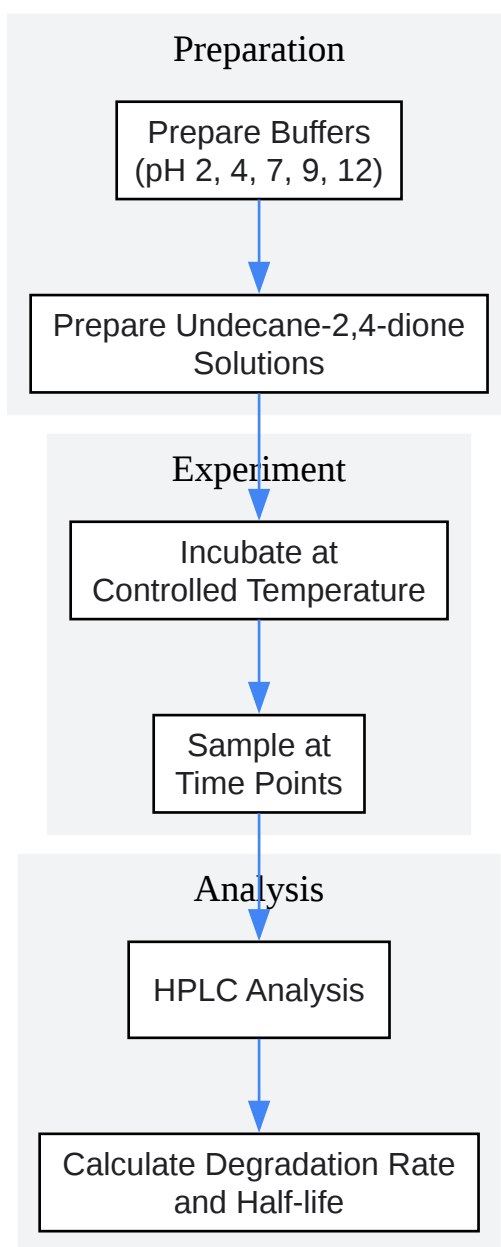 Preparation
Prepare Buffers
(pH 2, 4, 7, 9, 12)
Prepare Undecane-2,4-dione
Solutions
Experiment
Incubate at
Controlled Temperature
Sample at
Time Points
Analysis
HPLC Analysis
Calculate Degradation Rate
and Half-life